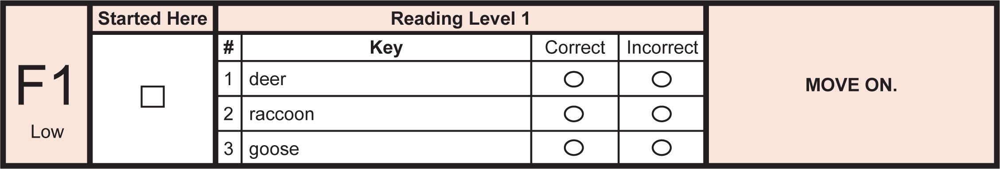 F1
Low
Started Here
Reading Level 1
# Key Correct Incorrect
1 deer
2 raccoon
3 goose
MOVE ON.